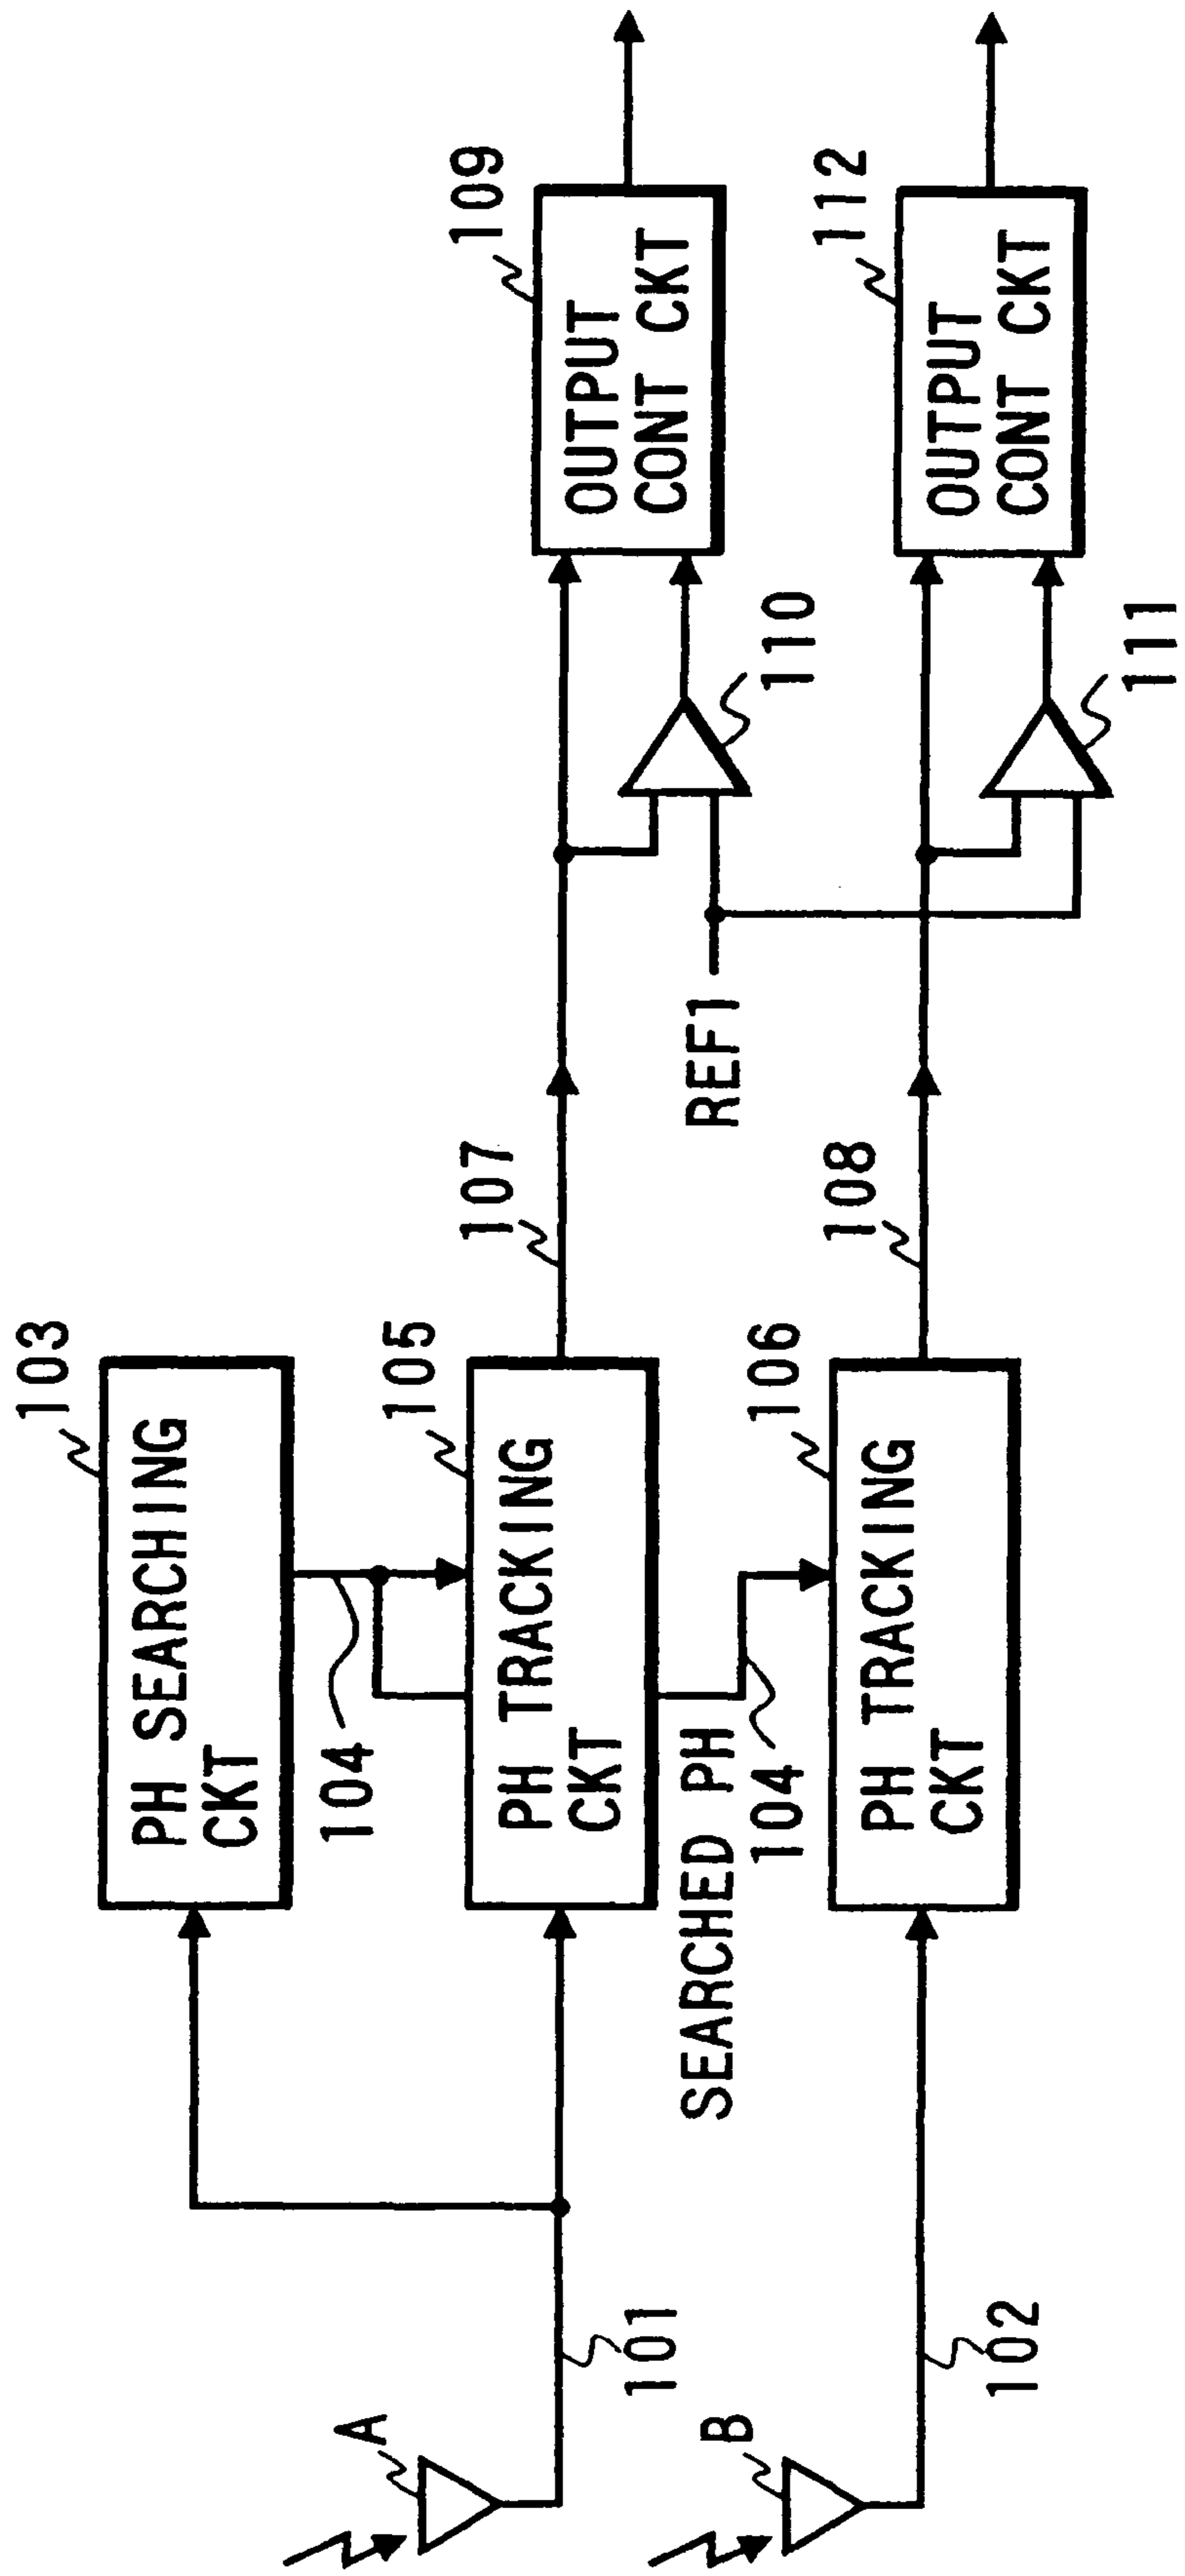 103
PH SEARCHING
CKT
104
A
101
105
PH TRACKING
CKT
107
109
OUTPUT
CONT CKT
110
REF1
SEARCHED PH
104
B
102
106
PH TRACKING
CKT
108
111
112
OUTPUT
CONT CKT